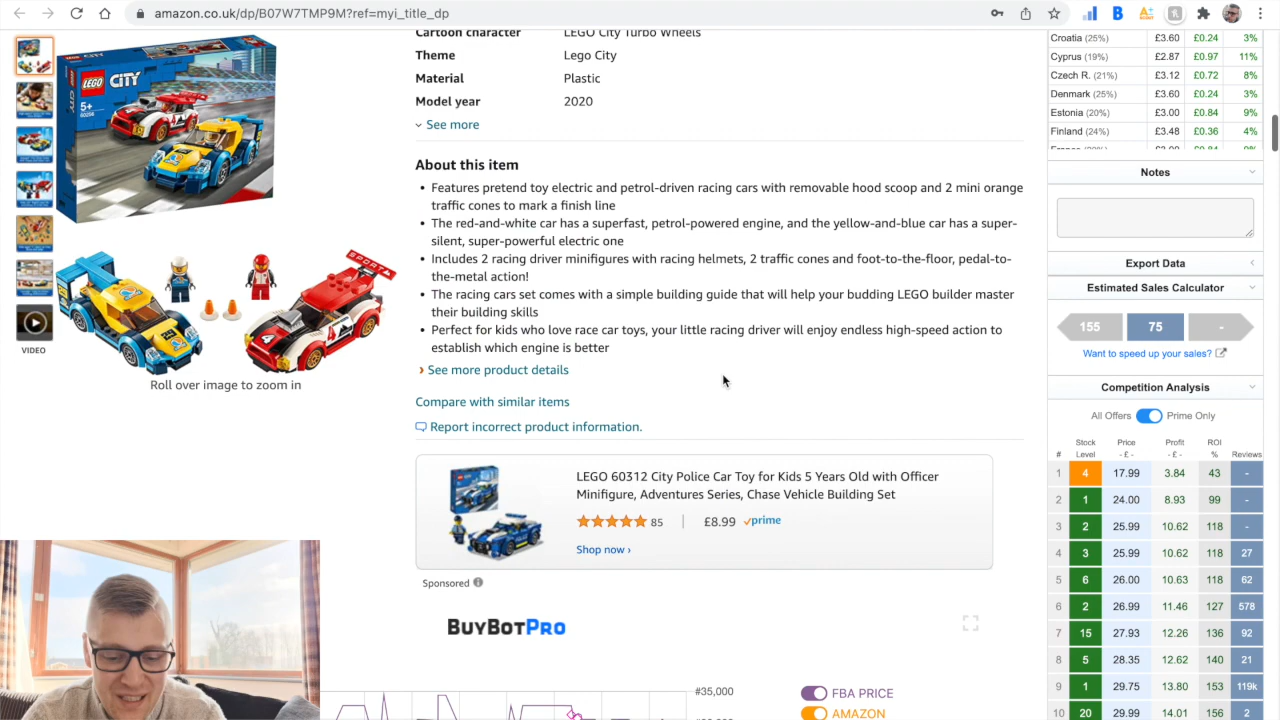 amazon.co.uk/dp/B07W7TMP9M?ref=myi_title_dp
Cartoon character LEGO City Turbo Wheels
Theme Lego City
Material Plastic
Model year 2020
See more
About this item
• Features pretend toy electric and petrol-driven racing cars with removable hood scoop and 2 mini orange
traffic cones to mark a finish line
• The red-and-white car has a superfast, petrol-powered engine, and the yellow-and-blue car has a super-
silent, super-powerful electric one
• Includes 2 racing driver minifigures with racing helmets, 2 traffic cones and foot-to-the-floor, pedal-to-
the-metal action!
• The racing cars set comes with a simple building guide that will help your budding LEGO builder master
their building skills
• Perfect for kids who love race car toys, your little racing driver will enjoy endless high-speed action to
establish which engine is better
› See more product details
Compare with similar items
Report incorrect product information.
LEGO 60312 City Police Car Toy for Kids 5 Years Old with Officer
Minifigure, Adventures Series, Chase Vehicle Building Set
85 £8.99 prime
Shop now ›
Sponsored
BUYBOTPRO
#35,000
FBA PRICE
AMAZON
LEGO CITY
5+
60256
SPORT
4
VIDEO
Roll over image to zoom in
Croatia (25%) £3.60 £0.24 3%
Cyprus (19%) £2.87 £0.97 11%
Czech R. (21%) £3.12 £0.72 8%
Denmark (25%) £3.60 £0.24 3%
Estonia (20%) £3.00 £0.84 9%
Finland (24%) £3.48 £0.36 4%
Notes
Export Data
Estimated Sales Calculator
155 75 -
Want to speed up your sales?
Competition Analysis
All Offers Prime Only
# Stock Level Price - £ - Profit - £ - ROI % Reviews
1 4 17.99 3.84 43 -
2 1 24.00 8.93 99 -
3 2 25.99 10.62 118 -
4 3 25.99 10.62 118 27
5 6 26.00 10.63 118 62
6 2 26.99 11.46 127 578
7 15 27.93 12.26 136 92
8 5 28.35 12.62 140 21
9 1 29.75 13.80 153 119k
10 20 29.99 14.01 156 2